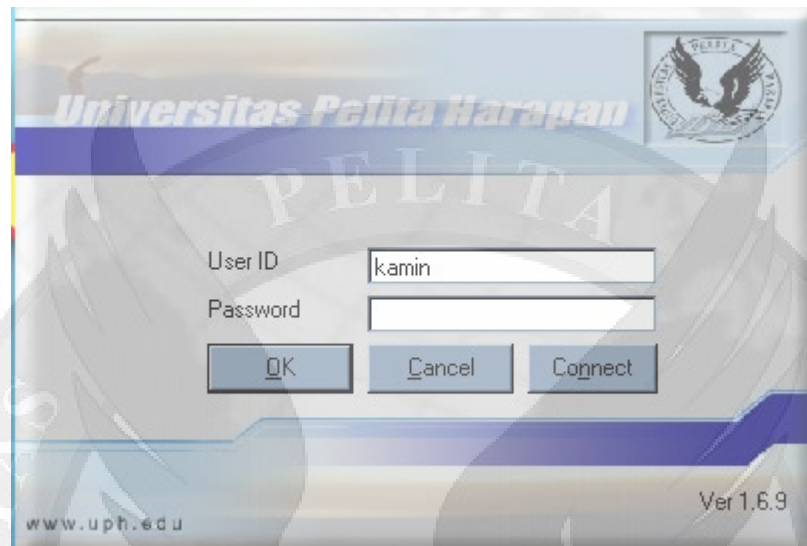 Universitas Pelita Harapan
PELITA
User ID
kamin
Password
OK
Cancel
Connect
Ver 1.6.9
www.uph.edu